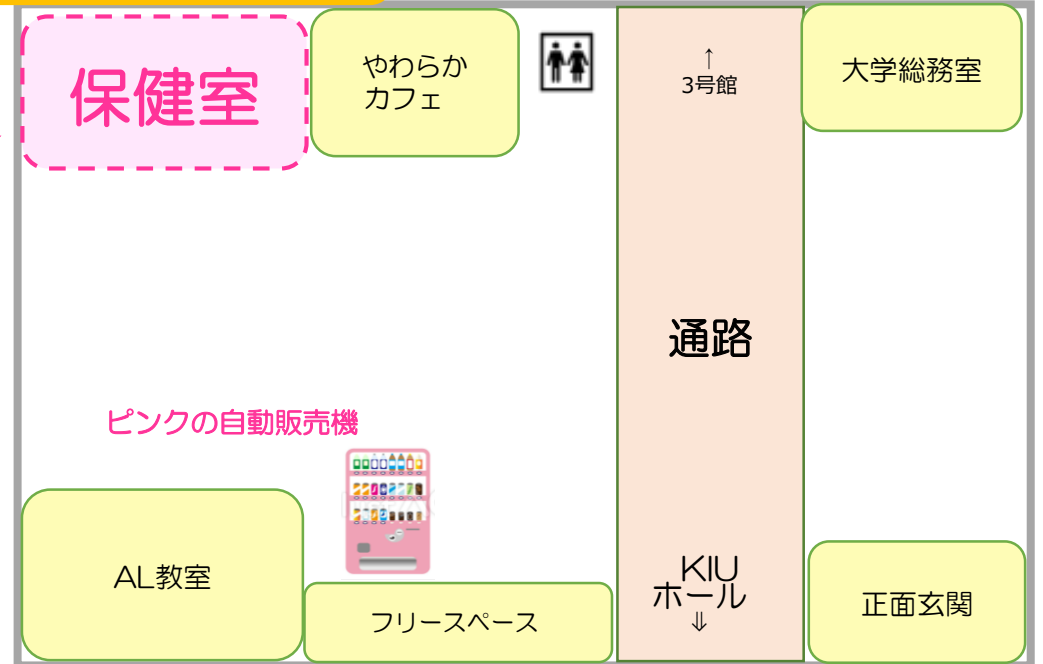 保健室
やわらか
カフェ
↑
3号館
大学総務室
通路
ピンクの自動販売機
AL教室
フリースペース
KIU
ホール
⇓
正面玄関